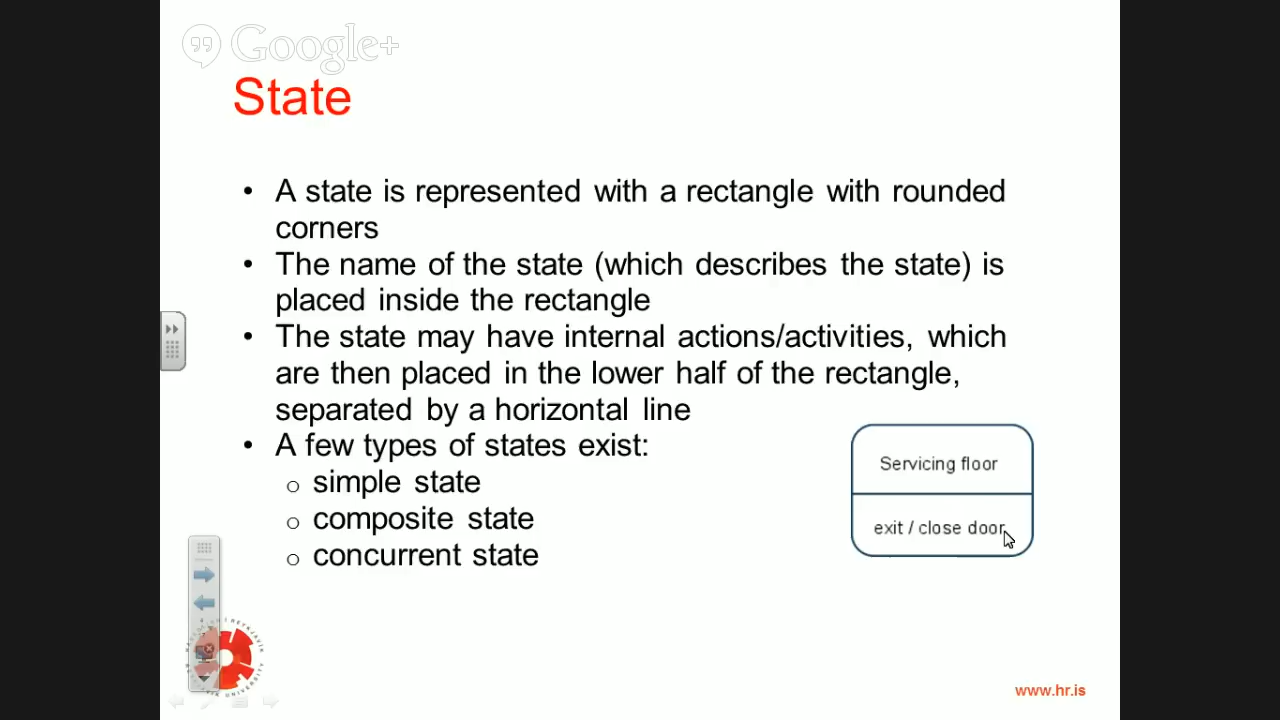 Google+
State
• A state is represented with a rectangle with rounded
corners
• The name of the state (which describes the state) is
placed inside the rectangle
• The state may have internal actions/activities, which
are then placed in the lower half of the rectangle,
separated by a horizontal line
• A few types of states exist:
o simple state
o composite state
o concurrent state
Servicing floor
exit / close door
www.hr.is